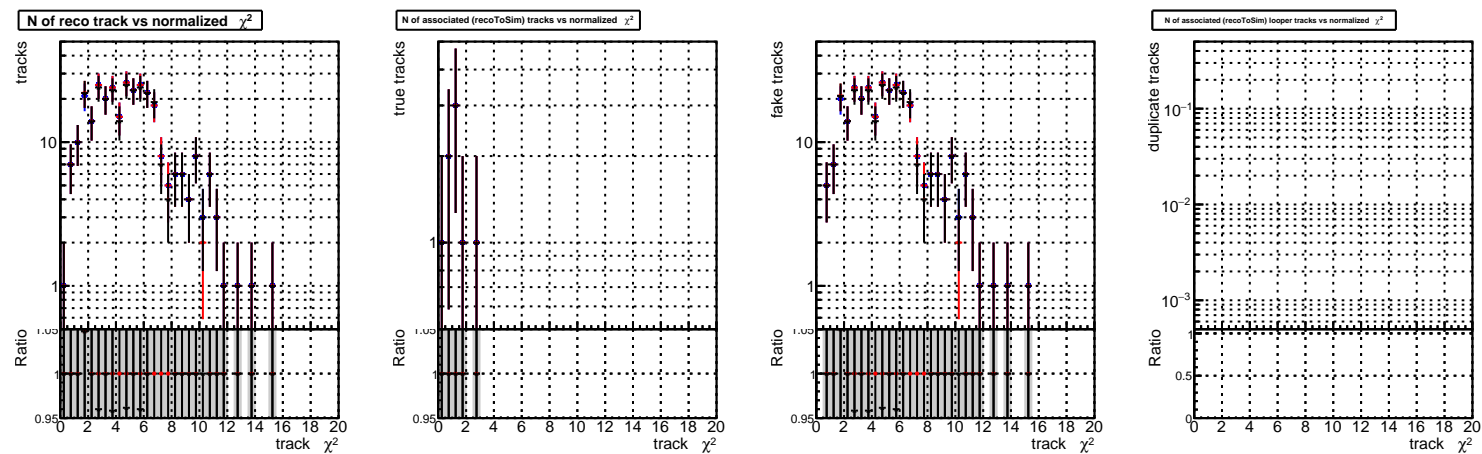 N of reco track vs normalized χ²
tracks
10
1
Ratio
1.05
1
0.95
0 2 4 6 8 10 12 14 16 18 20
track χ²
N of associated (recoToSim) tracks vs normalized χ²
true tracks
1
Ratio
1.05
1
0.95
0 2 4 6 8 10 12 14 16 18 20
track χ²
fake tracks
10
1
Ratio
1.05
1
0.95
0 2 4 6 8 10 12 14 16 18 20
track χ²
N of associated (recoToSim) looper tracks vs normalized χ²
duplicate tracks
10⁻¹
10⁻²
10⁻³
Ratio
1
0.5
0
0 2 4 6 8 10 12 14 16 18 20
track χ²